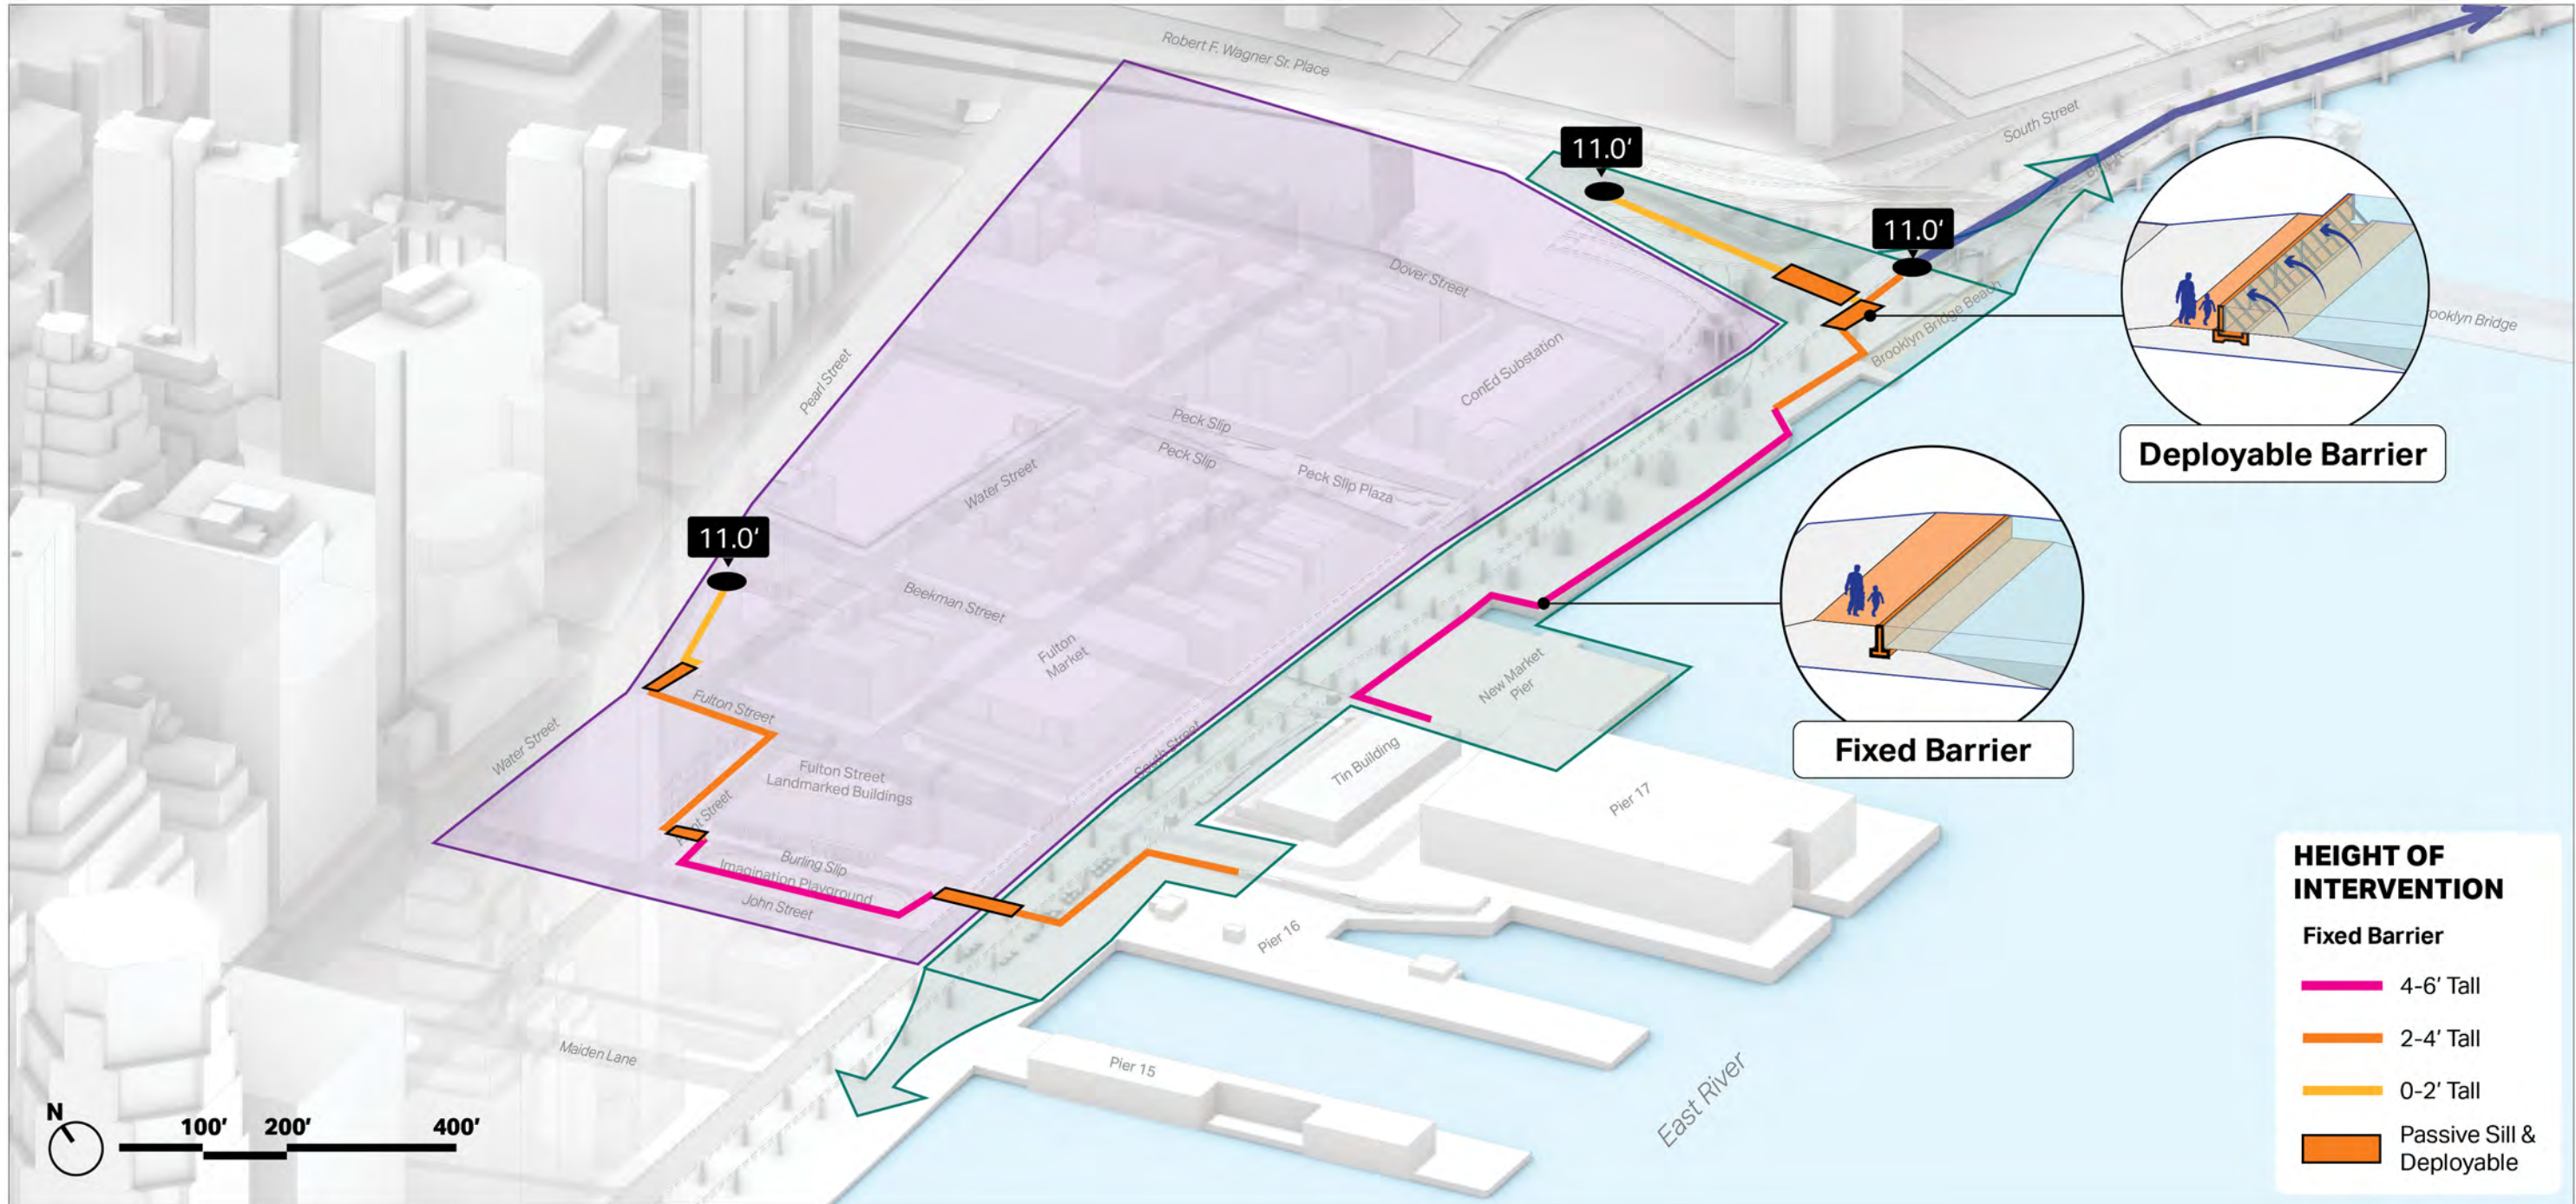 Robert F. Wagner Sr. Place
South Street
11.0'
11.0'
Brooklyn Bridge Beach
Dover Street
ConEd Substation
Pearl Street
Peck Slip
Peck Slip
Peck Slip Plaza
Water Street
11.0'
Beekman Street
Fulton
Market
Fulton Street
Water Street
Fulton Street
Landmarked Buildings
South Street
Street
Burling Slip
Imagination Playground
John Street
Maiden Lane
New Market
Pier
Tin Building
Pier 17
Pier 16
Pier 15
East River
Deployable Barrier
Fixed Barrier
N
100' 200' 400'
HEIGHT OF
INTERVENTION
Fixed Barrier
4-6' Tall
2-4' Tall
0-2' Tall
Passive Sill &
Deployable